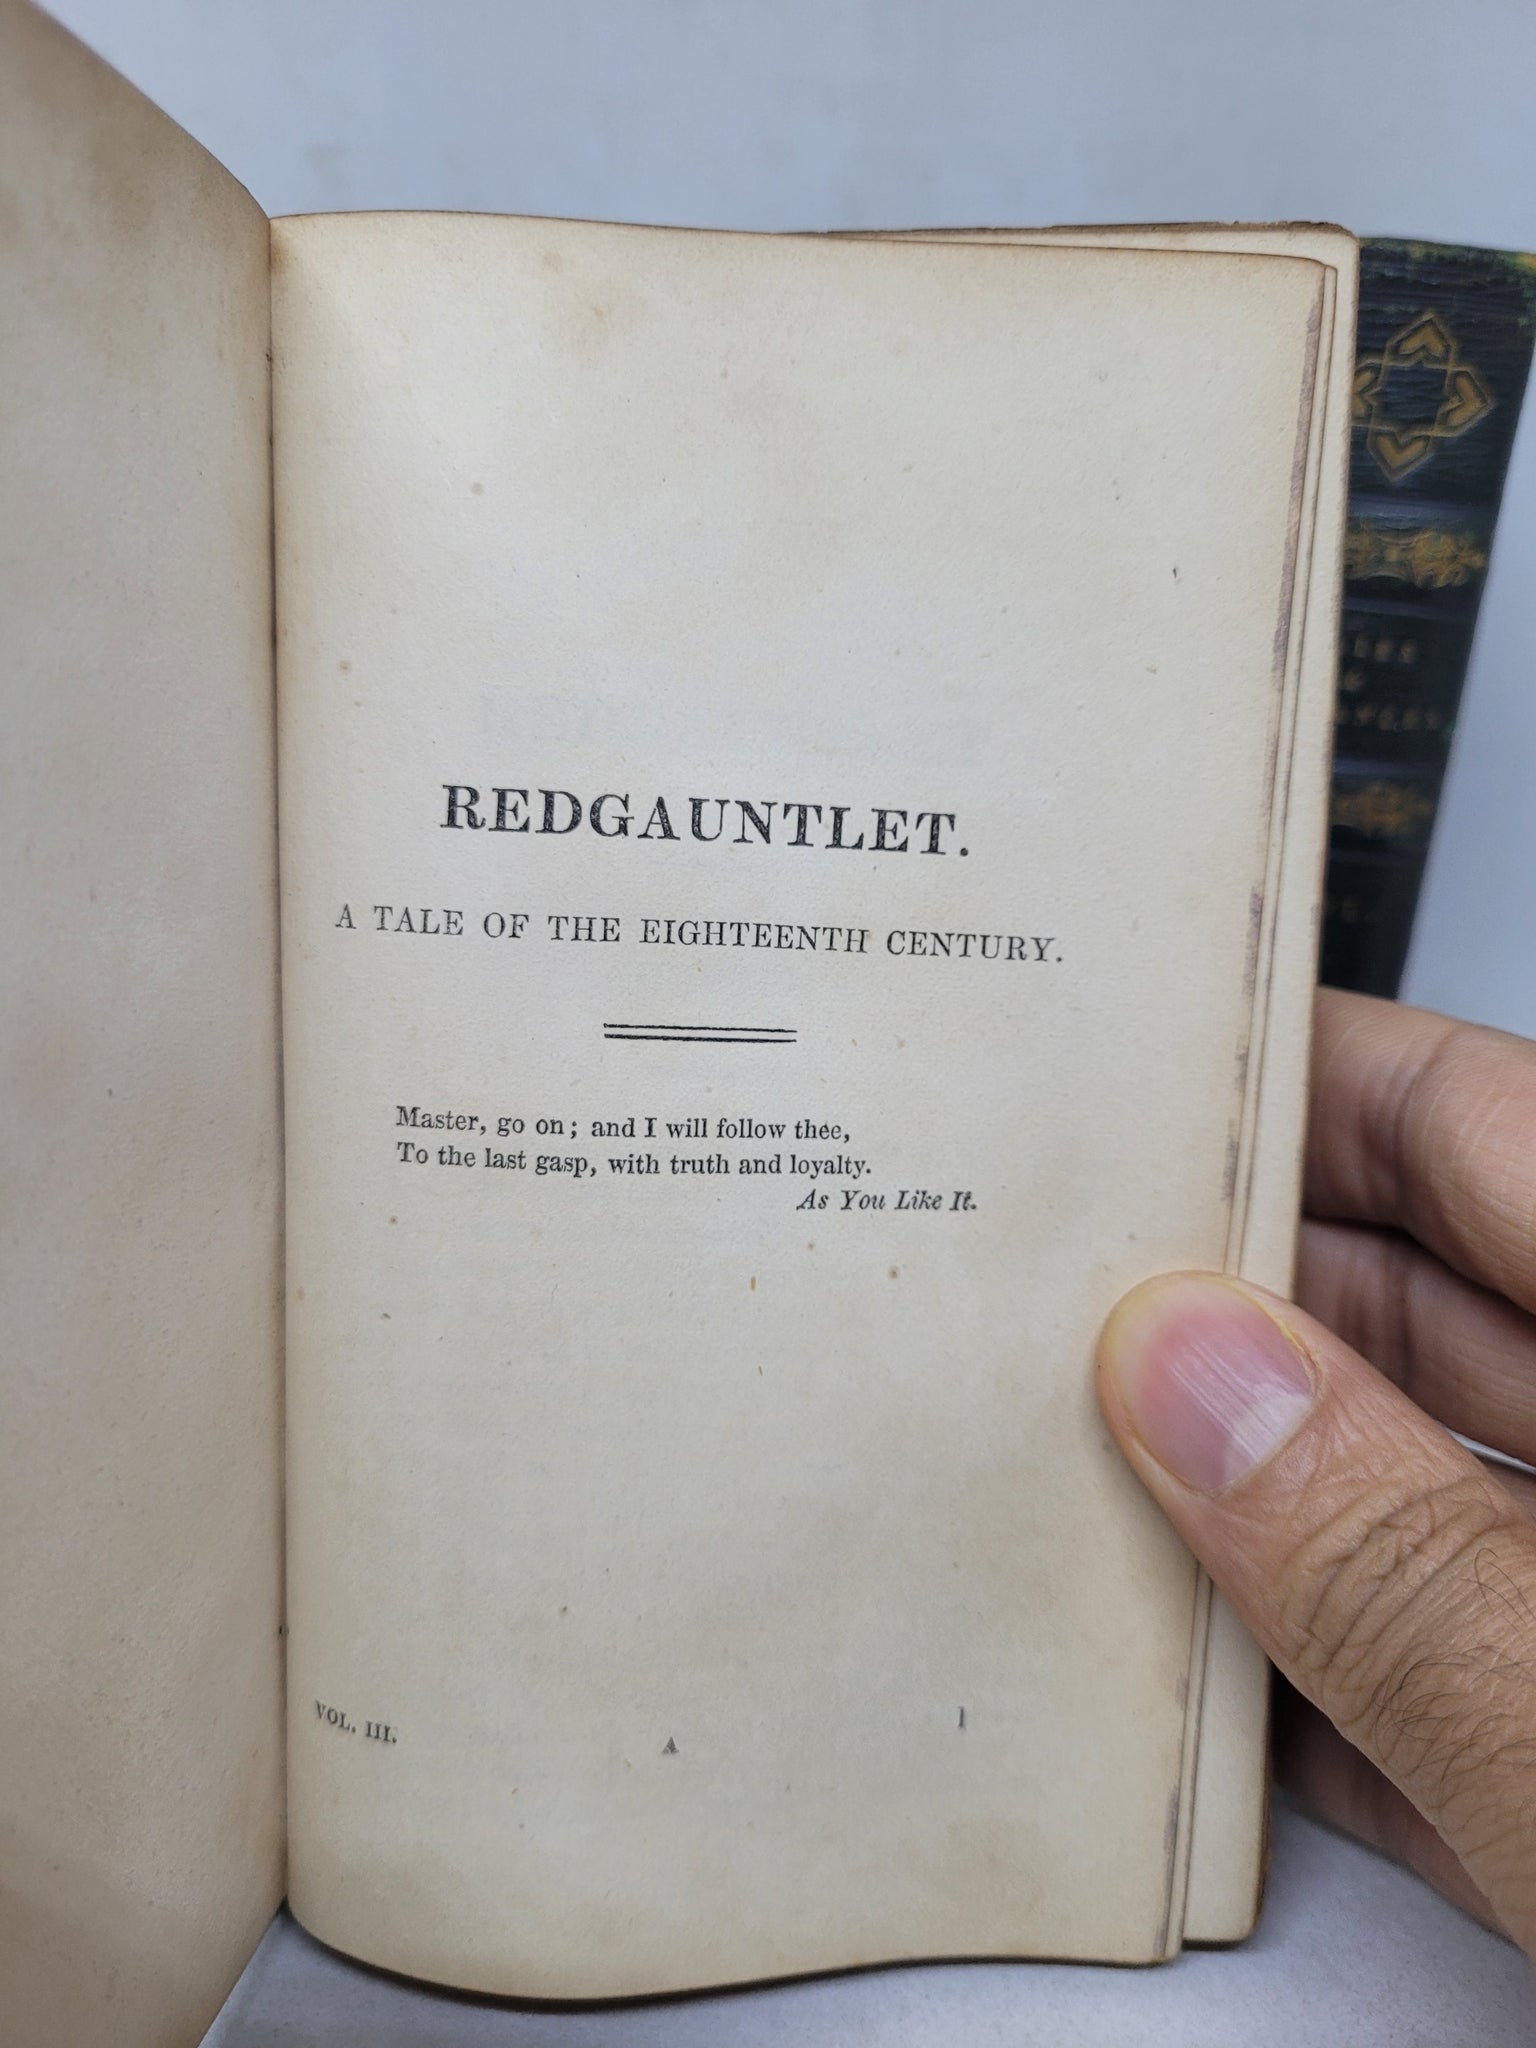 REDGAUNTLET.
A TALE OF THE EIGHTEENTH CENTURY.
Master, go on; and I will follow thee,
To the last gasp, with truth and loyalty.
As You Like It.
VOL. III.
A
1